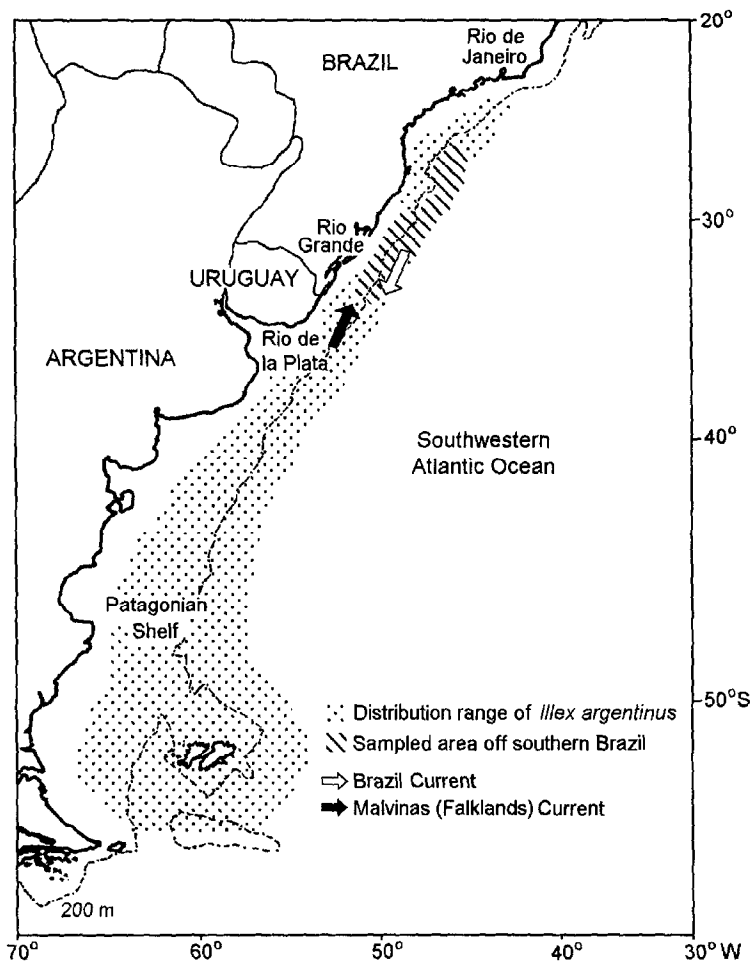 20°
Rio de
Janeiro
BRAZIL
30°
Rio
Grande
URUGUAY
Rio de
la Plata
ARGENTINA
40°
Southwestern
Atlantic Ocean
Patagonian
Shelf
50°S
Distribution range of Illex argentinus
Sampled area off southern Brazil
Brazil Current
Malvinas (Falklands) Current
200 m
70°
60°
50°
40°
30° W